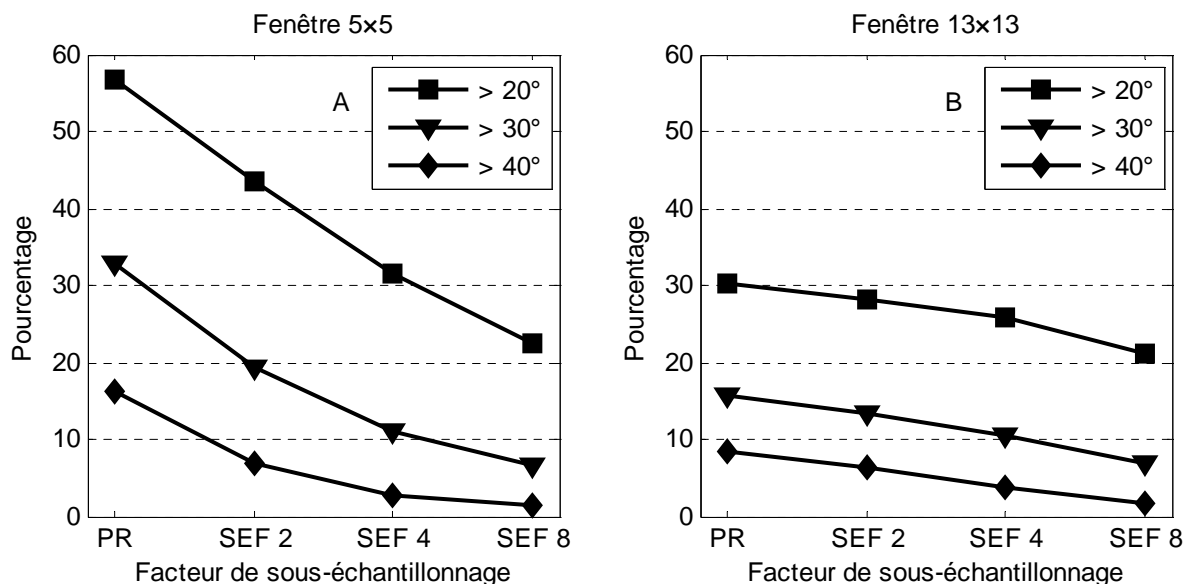 Fenêtre 5×5
A
> 20°
> 30°
> 40°
60
50
40
30
20
10
0
Pourcentage
PR SEF 2 SEF 4 SEF 8
Facteur de sous-échantillonnage
Fenêtre 13×13
B
> 20°
> 30°
> 40°
60
50
40
30
20
10
0
Pourcentage
PR SEF 2 SEF 4 SEF 8
Facteur de sous-échantillonnage